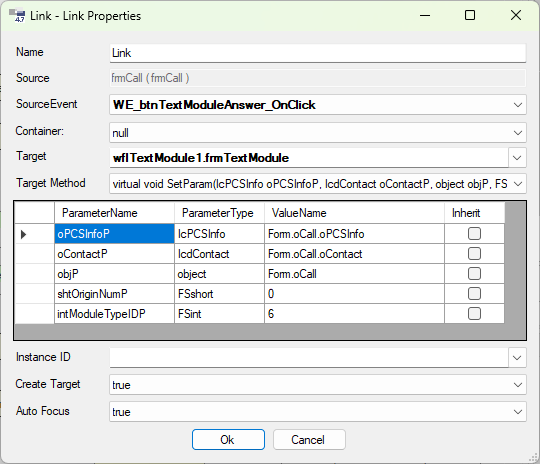 4.7 Link - Link Properties
Name Link
Source frmCall ( frmCall )
SourceEvent WE_btnTextModuleAnswer_OnClick
Container: null
Target wflTextModule1.frmTextModule
Target Method virtual void SetParam(IcPCSInfo oPCSInfoP, IcdContact oContactP, object objP, FS
ParameterName ParameterType ValueName Inherit
oPCSInfoP IcPCSInfo Form.oCall.oPCSInfo
oContactP IcdContact Form.oCall.oContact
objP object Form.oCall
shtOriginNumP FSshort 0
intModuleTypeIDP FSint 6
Instance ID
Create Target true
Auto Focus true
Ok Cancel